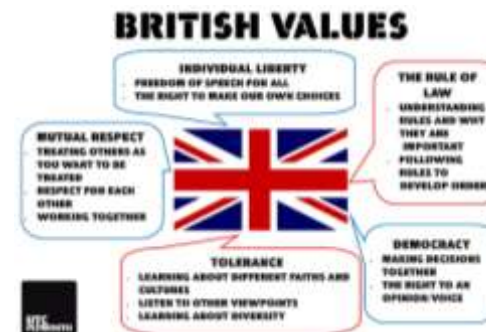 BRITISH VALUES
INDIVIDUAL LIBERTY
FREEDOM OF SPEECH FOR ALL
THE RIGHT TO MAKE OUR OWN CHOICES
THE RULE OF
LAW
UNDERSTANDING
RULES AND WHY
THEY ARE
IMPORTANT
FOLLOWING
RULES TO
DEVELOP ORDER
MUTUAL RESPECT
TREATING OTHERS AS
YOU WANT TO BE
TREATED
RESPECT FOR EACH
OTHER
WORKING TOGETHER
TOLERANCE
LEARNING ABOUT DIFFERENT FAITHS AND
CULTURES
LISTEN TO OTHER VIEWPOINTS
LEARNING ABOUT DIVERSITY
DEMOCRACY
MAKING DECISIONS
TOGETHER
THE RIGHT TO AN
OPINION/VOICE
UTC